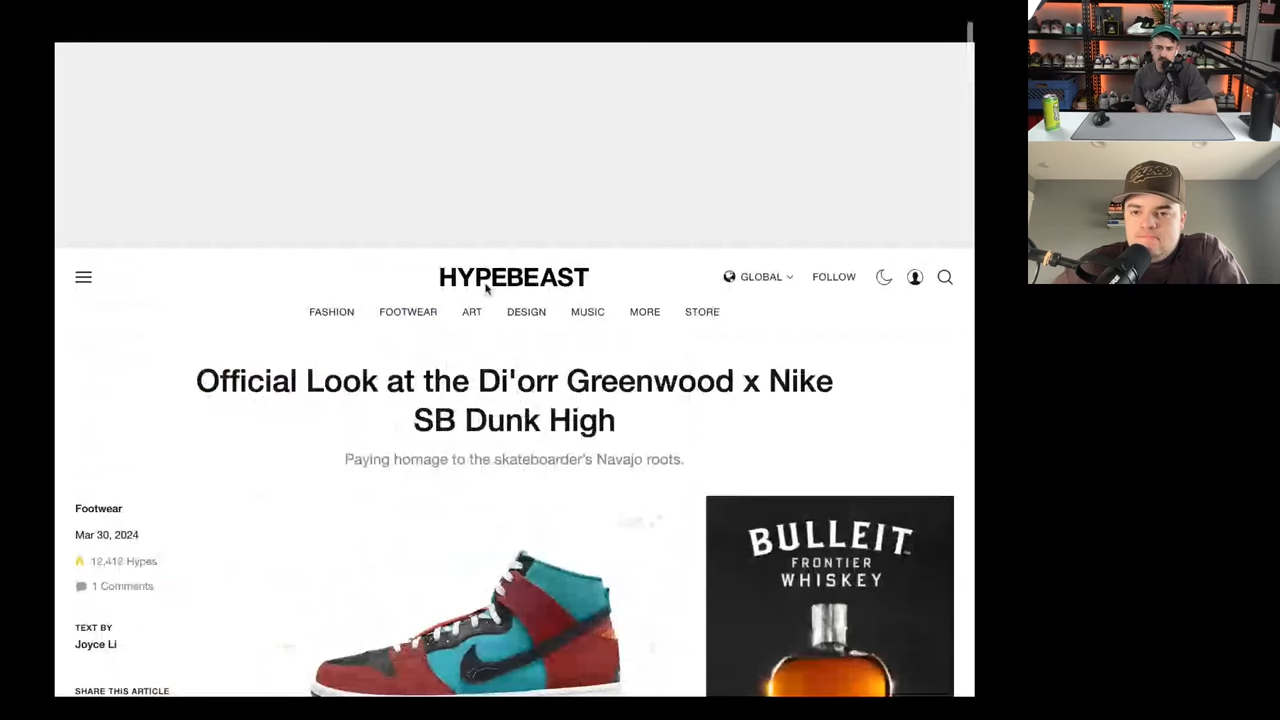 HYPEBEAST
GLOBAL
FOLLOW
FASHION FOOTWEAR ART DESIGN MUSIC MORE STORE
Official Look at the Di'orr Greenwood x Nike
SB Dunk High
Paying homage to the skateboarder's Navajo roots.
Footwear
Mar 30, 2024
12,412 Hypes
1 Comments
TEXT BY
Joyce Li
SHARE THIS ARTICLE
BULLEIT
FRONTIER
WHISKEY